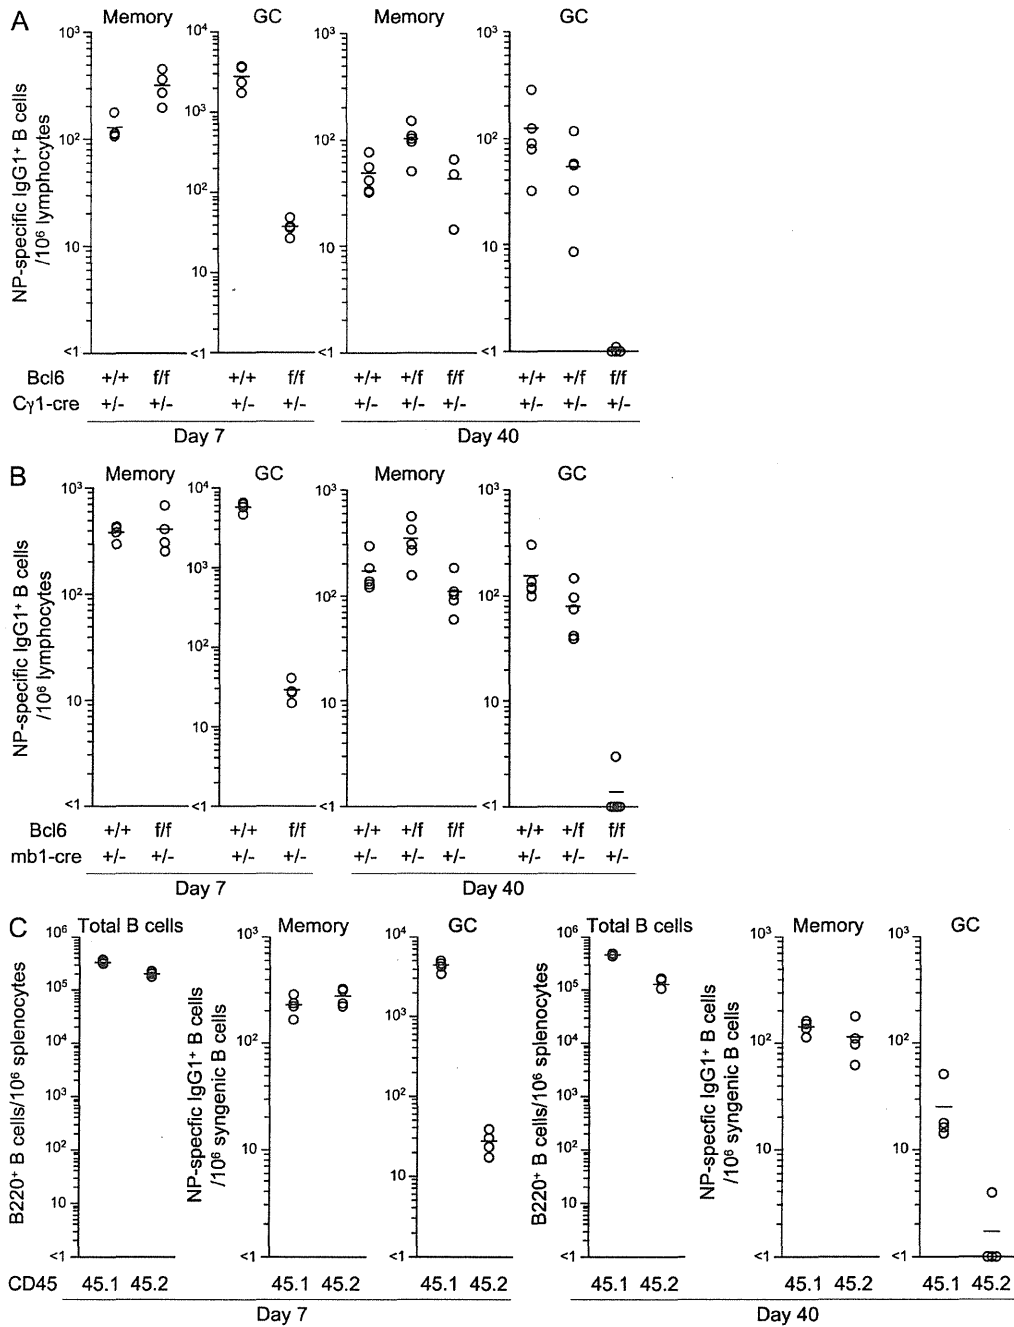 A
Memory
GC
Memory
GC
NP-specific IgG1⁺ B cells
/10⁶ lymphocytes
10³
10²
10
<1
10⁴
10³
10²
10
<1
10³
10²
10
<1
10³
10²
10
<1
Bcl6 +/+ f/f +/+ f/f +/+ +/f f/f +/+ +/f f/f
Cγ1-cre +/- +/- +/- +/- +/- +/- +/- +/- +/- +/-
Day 7
Day 40
B
Memory
GC
Memory
GC
NP-specific IgG1⁺ B cells
/10⁶ lymphocytes
10³
10²
10
<1
10⁴
10³
10²
10
<1
10³
10²
10
<1
10³
10²
10
<1
Bcl6 +/+ f/f +/+ f/f +/+ +/f f/f +/+ +/f f/f
mb1-cre +/- +/- +/- +/- +/- +/- +/- +/- +/- +/-
Day 7
Day 40
C
Total B cells
Memory
GC
Total B cells
Memory
GC
B220⁺ B cells/10⁶ splenocytes
10⁶
10⁵
10⁴
10³
10²
10
<1
NP-specfic IgG1⁺ B cells
/10⁶ syngenic B cells
10³
10²
10
<1
10⁴
10³
10²
10
<1
B220⁺ B cells/10⁶ splenocytes
10⁶
10⁵
10⁴
10³
10²
10
<1
NP-specfic IgG1⁺ B cells
/10⁶ syngenic B cells
10³
10²
10
<1
10³
10²
10
<1
CD45 45.1 45.2 45.1 45.2 45.1 45.2 45.1 45.2 45.1 45.2 45.1 45.2
Day 7
Day 40